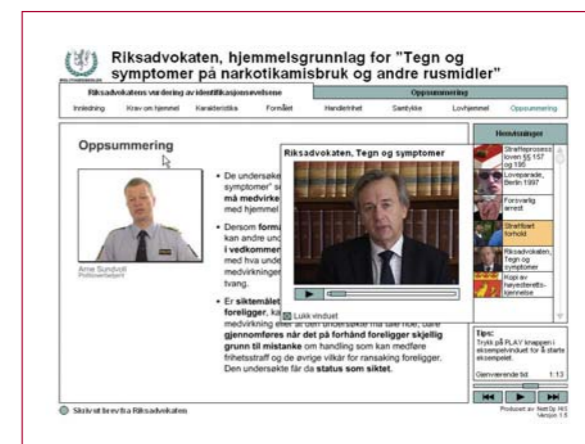 Riksadvokaten, hjemmelsgrunnlag for "Tegn og
symptomer på narkotikamisbruk og andre rusmidler"
Riksadvokatens vurdering av identifikasjonsøvelsene
Oppsummering
Innledning
Krav om hjemmel
Karakteristika
Formålet
Handlefrihet
Samtykke
Lovhjemmel
Oppsummering
Oppsummering
Arne Sundvoll
Politioverbetjent
• De undersøke
symptomer" s
må medvirke
med hjemmel
• Dersom forma
kan andre und
i vedkommen
med hva unde
medvirkningen
tvang.
• Er siktemålet
foreligger, ka
medvirkning eller at den undersøkte må tåle noe, bare
gjennomføres når det på forhånd foreligger skjellig
grunn til mistanke om handling som kan medføre
frihetsstraff og de øvrige vilkår for ransaking foreligger.
Den undersøkte får da status som siktet.
Riksadvokaten, Tegn og symptomer
Lukk vinduet
Henvisninger
Straffeprosess
loven §§ 157
og 195
Loveparade,
Berlin 1997
Forsvarlig
arrest
Straffbart
forhold
Riksadvokaten,
Tegn og
symptomer
Kopi av
høyesteretts-
kjennelse
Tips:
Trykk på PLAY knappen i
eksempelvinduet for å starte
eksempelet.
Gjenværende tid: 1:13
Skriv ut brev fra Riksadvokaten
Produsert av NettOp HiS
Versjon 1.5